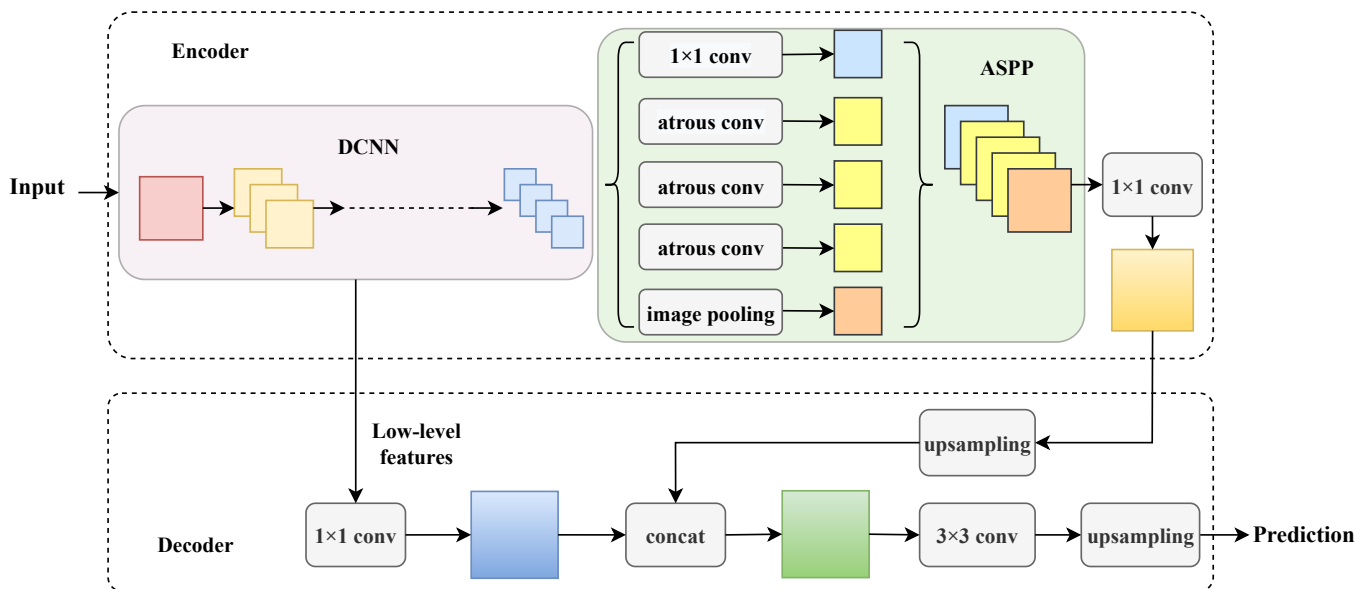 Encoder
1×1 conv
ASPP
atrous conv
DCNN
Input
atrous conv
1×1 conv
atrous conv
image pooling
Low-level
features
upsampling
Decoder
1×1 conv
concat
3×3 conv
upsampling
Prediction